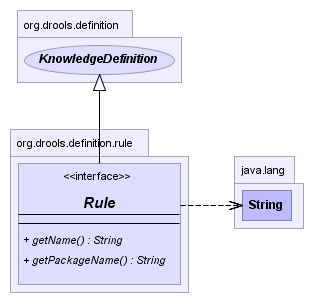 org.drools.definition
KnowledgeDefinition
org.drools.definition.rule
<<interface>>
Rule
+ getName() : String
+ getPackageName() : String
java.lang
String